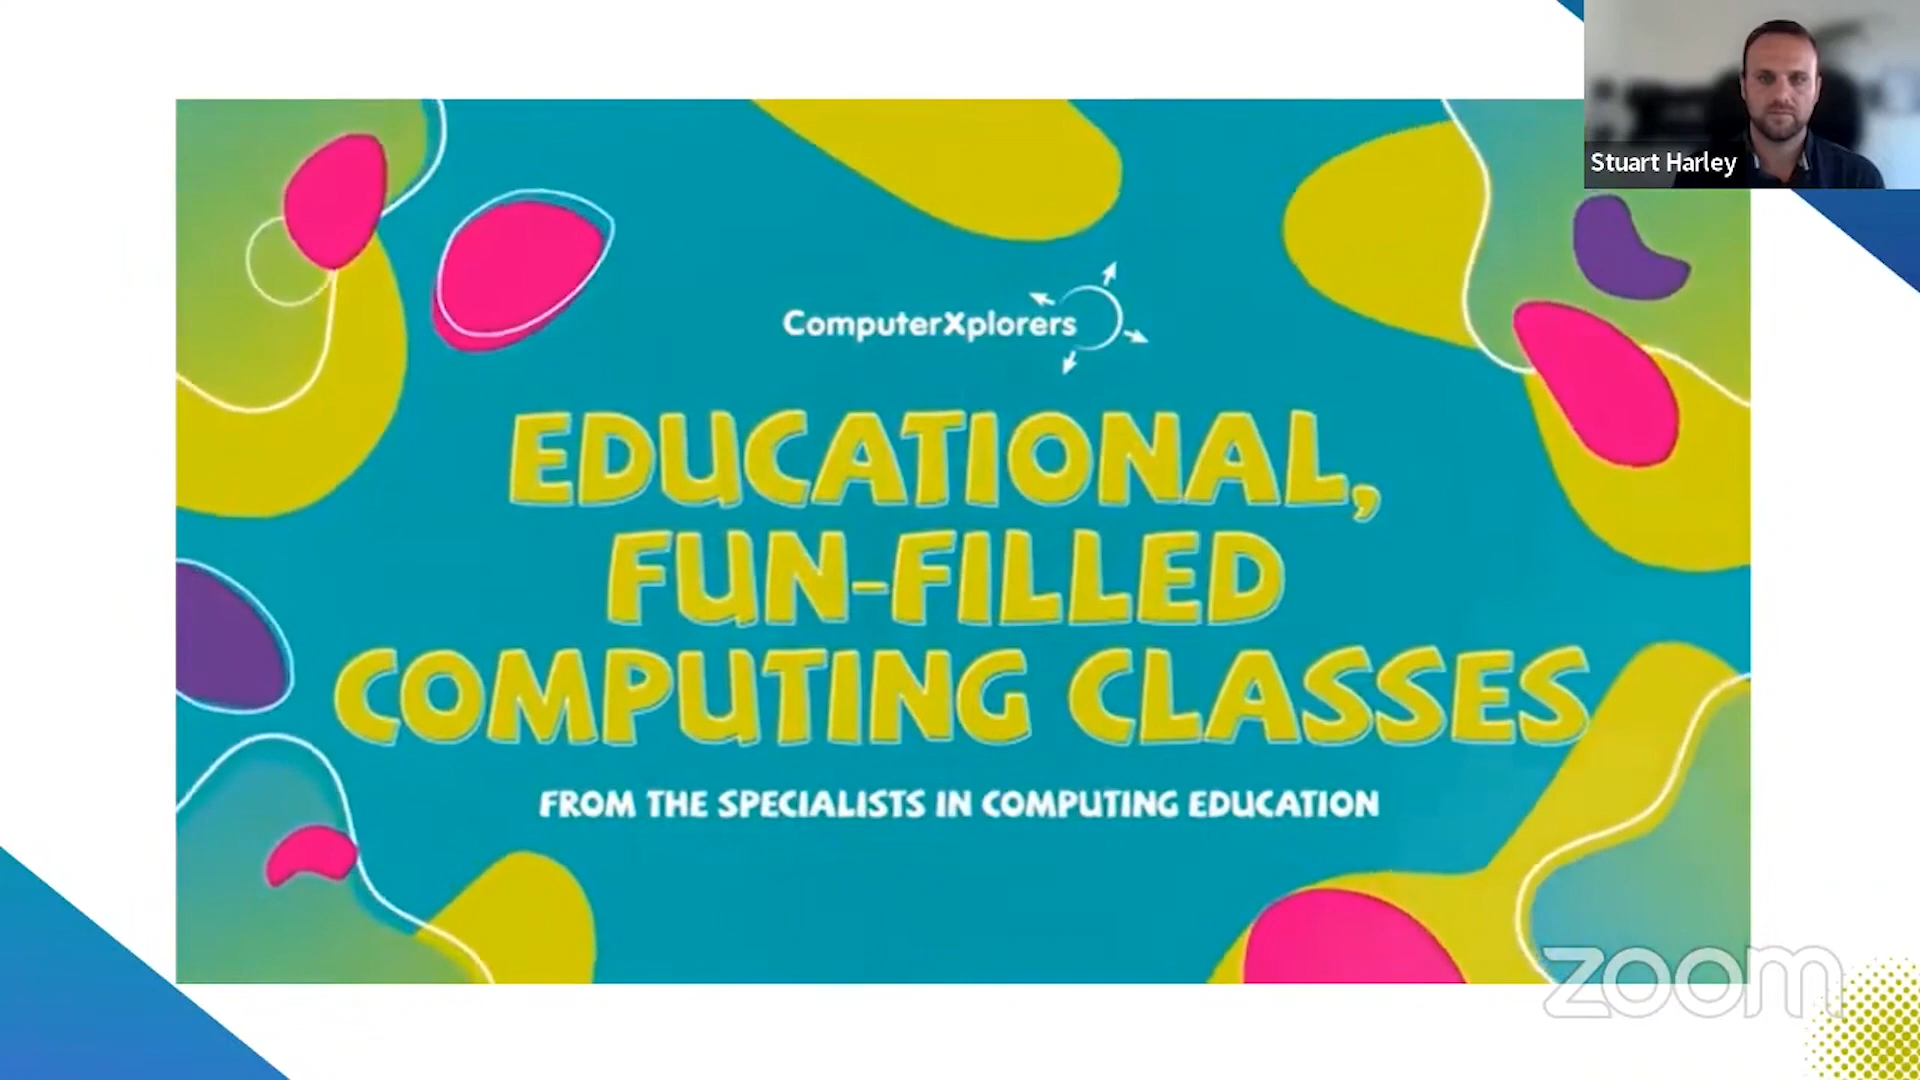 Stuart Harley
ComputerXplorers
EDUCATIONAL,
FUN-FILLED
COMPUTING CLASSES
FROM THE SPECIALISTS IN COMPUTING EDUCATION
zoom